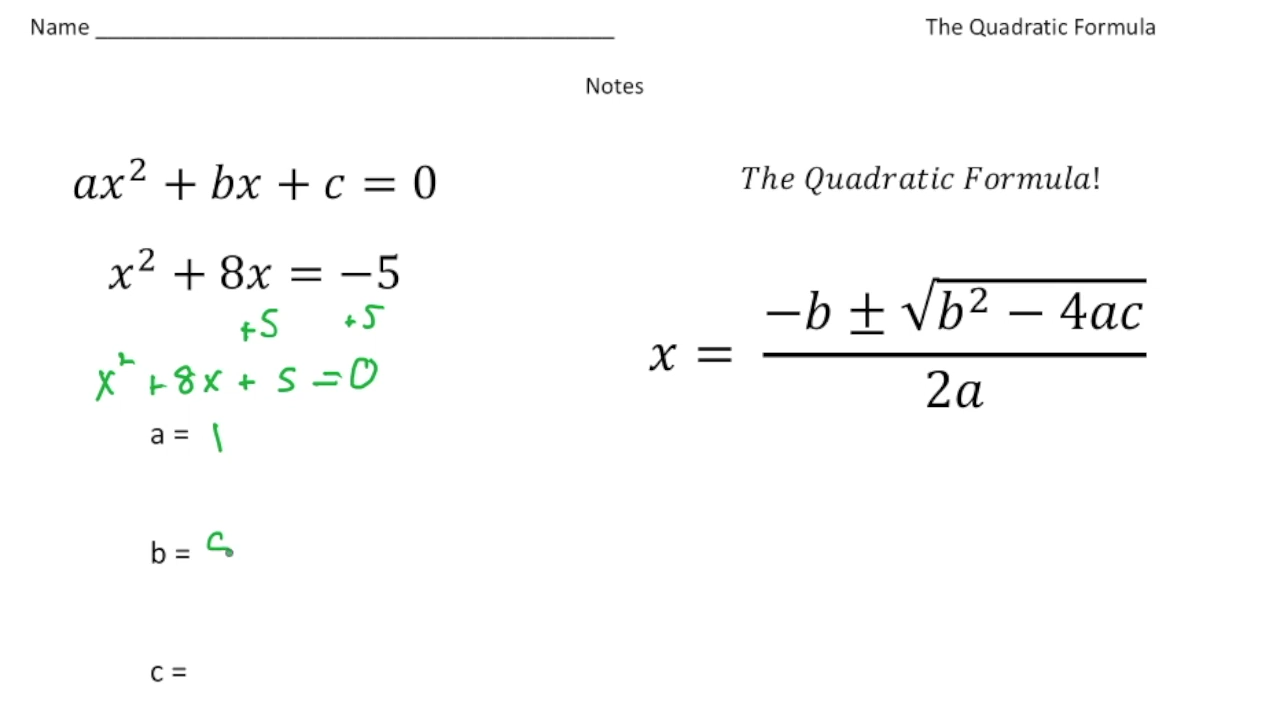 Name ____________________ The Quadratic Formula
Notes
ax² + bx + c = 0
The Quadratic Formula!
x² + 8x = −5
+5 +5
x² + 8x + 5 = 0
x = (−b ± √(b² − 4ac)) / (2a)
a = 1
b =
c =